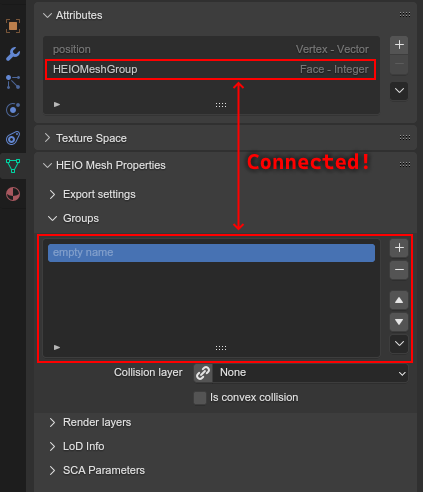 Attributes
position Vertex - Vector
HEIOMeshGroup Face - Integer
Texture Space
HEIO Mesh Properties
Connected!
Export settings
Groups
empty name
Collision layer None
Is convex collision
Render layers
LoD Info
SCA Parameters